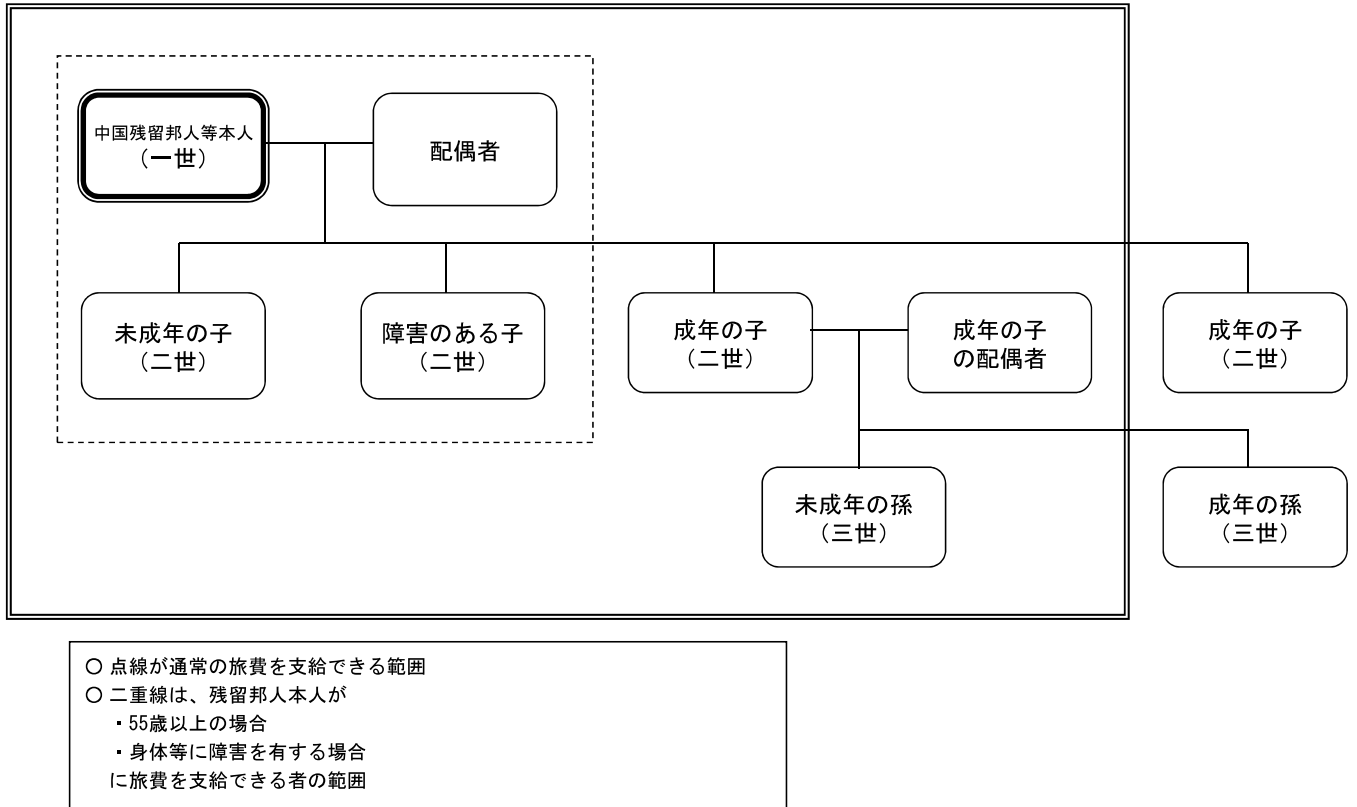 中国残留邦人等本人
（一世）
配偶者
未成年の子
（二世）
障害のある子
（二世）
成年の子
（二世）
成年の子
の配偶者
成年の子
（二世）
未成年の孫
（三世）
成年の孫
（三世）
○ 点線が通常の旅費を支給できる範囲
○ 二重線は、残留邦人本人が
・55歳以上の場合
・身体等に障害を有する場合
に旅費を支給できる者の範囲